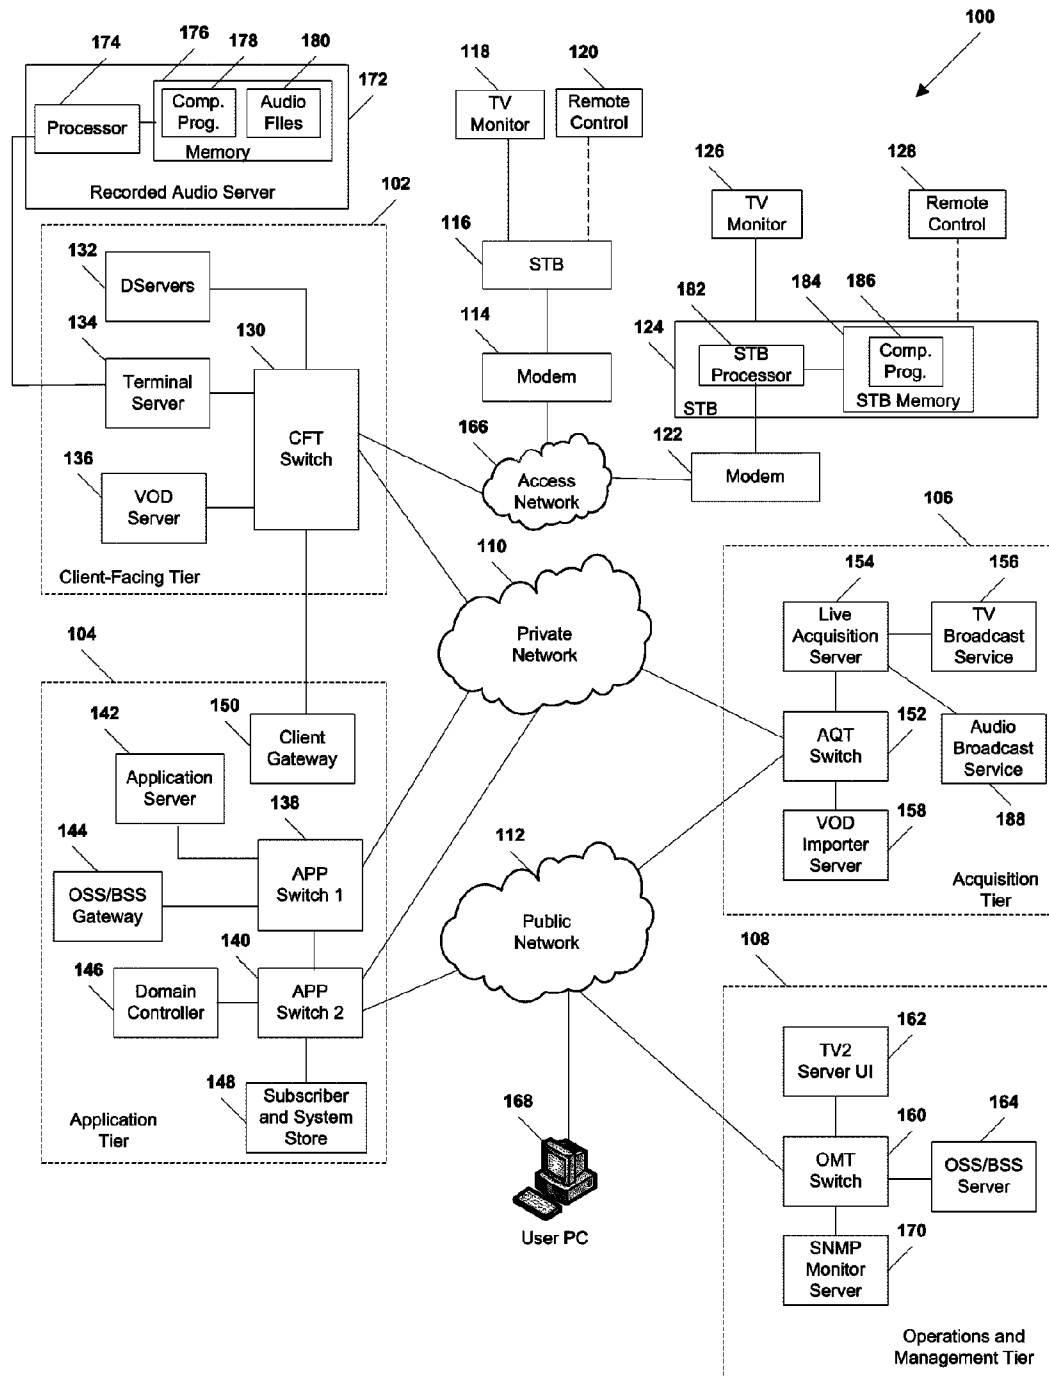 100
174
176
178
180
172
Processor
Comp.
Prog.
Audio
Files
Memory
Recorded Audio Server
118
120
TV
Monitor
Remote
Control
126
128
TV
Monitor
Remote
Control
102
116
STB
132
DServers
114
Modem
134
Terminal
Server
130
CFT
Switch
136
VOD
Server
Client-Facing Tier
182
184
186
124
STB
Processor
Comp.
Prog.
STB Memory
STB
166
Access
Network
122
Modem
110
Private
Network
106
154
156
Live
Acquisition
Server
TV
Broadcast
Service
152
AQT
Switch
Audio
Broadcast
Service
188
158
VOD
Importer
Server
Acquisition
Tier
104
142
150
Client
Gateway
Application
Server
138
144
APP
Switch 1
OSS/BSS
Gateway
140
146
Domain
Controller
APP
Switch 2
148
Subscriber
and System
Store
Application
Tier
112
Public
Network
168
User PC
108
162
TV2
Server UI
160
164
OMT
Switch
OSS/BSS
Server
170
SNMP
Monitor
Server
Operations and
Management Tier